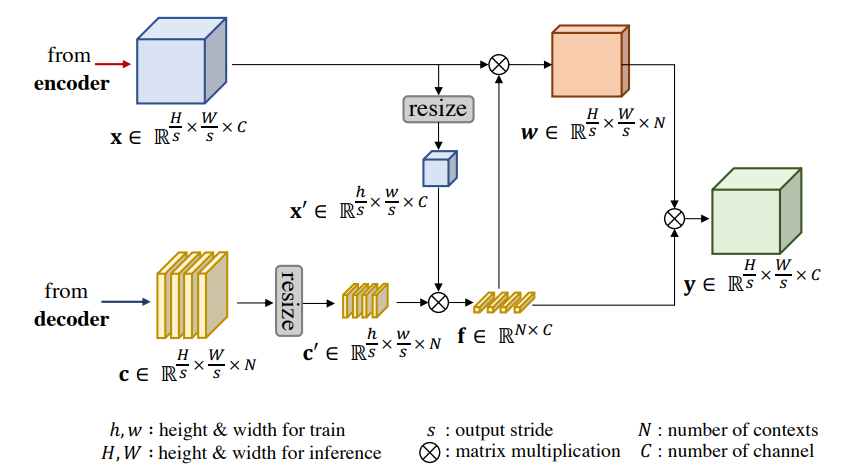 from
encoder
x ∈ ℝ^{H/s × W/s × C}
resize
w ∈ ℝ^{H/s × W/s × N}
x′ ∈ ℝ^{h/s × w/s × C}
from
decoder
resize
y ∈ ℝ^{H/s × W/s × C}
c ∈ ℝ^{H/s × W/s × N}
c′ ∈ ℝ^{h/s × w/s × N}
f ∈ ℝ^{N × C}
h, w : height & width for train
s : output stride
N : number of contexts
H, W : height & width for inference
⊗ : matrix multiplication
C : number of channel